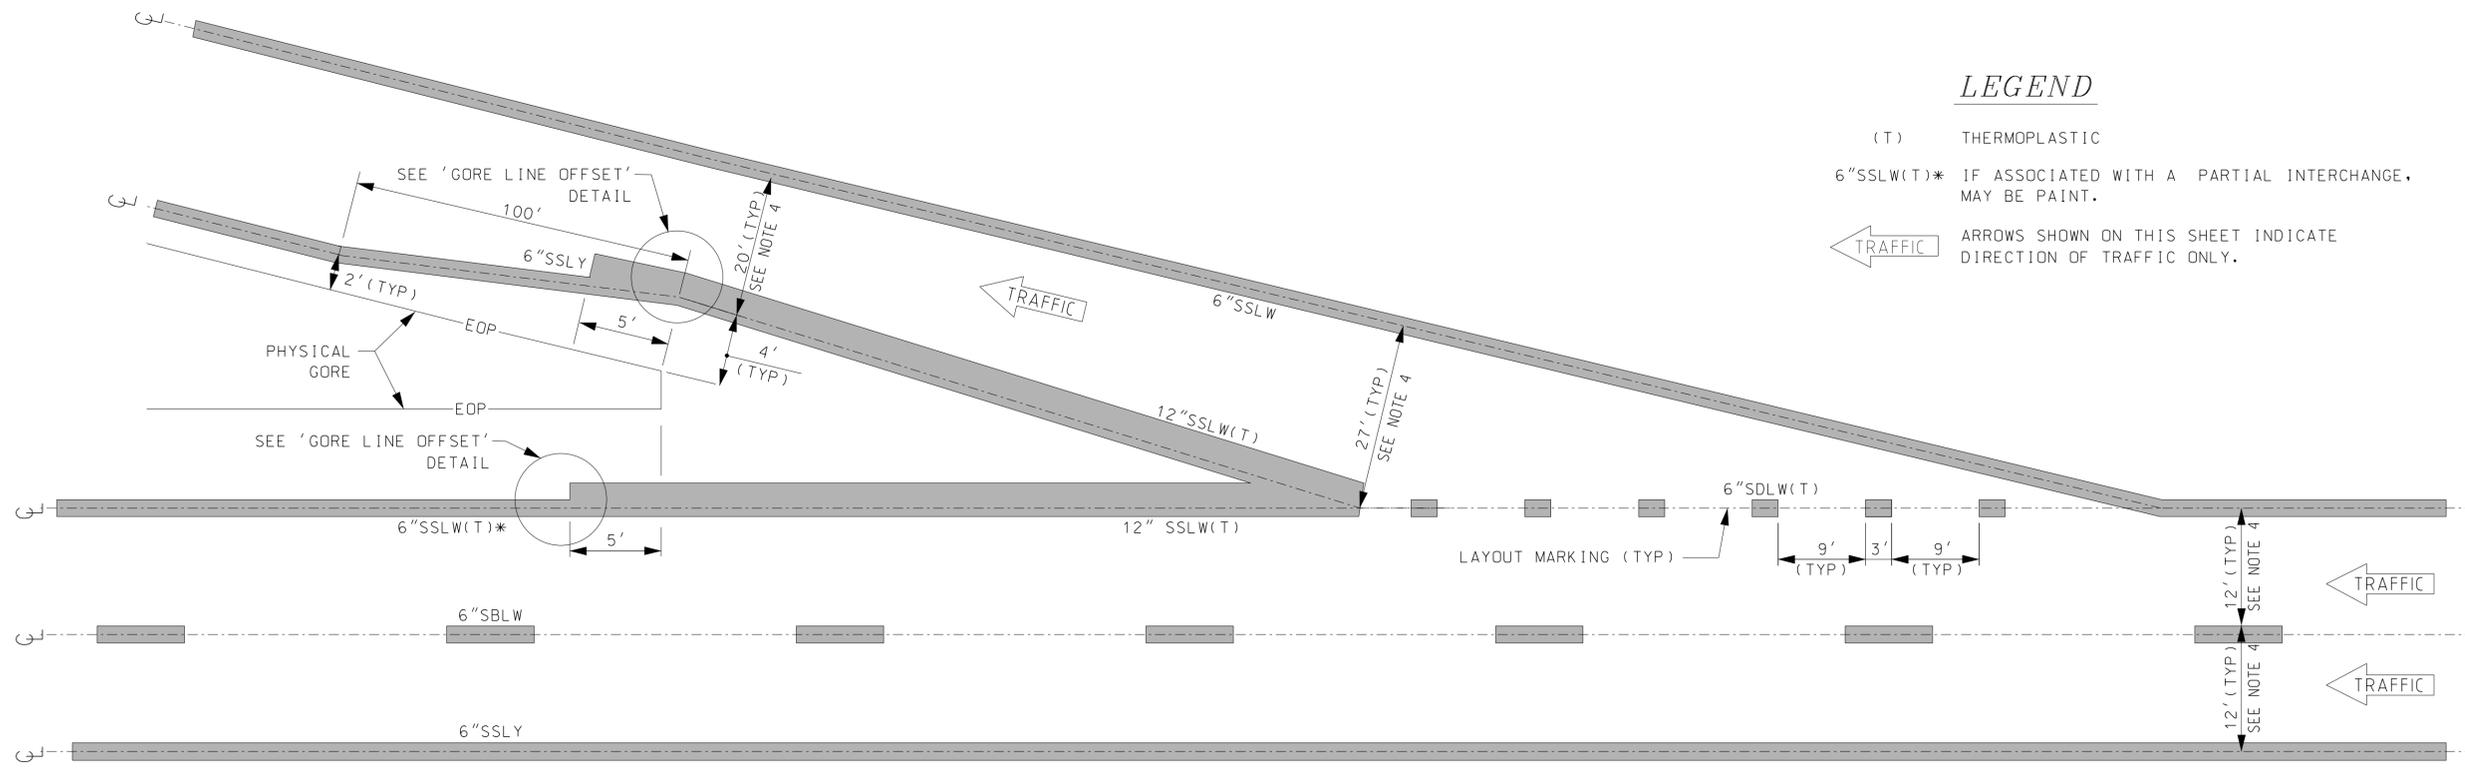 LEGEND
(T) THERMOPLASTIC
6"SSLW(T)* IF ASSOCIATED WITH A PARTIAL INTERCHANGE,
MAY BE PAINT.
TRAFFIC ARROWS SHOWN ON THIS SHEET INDICATE
DIRECTION OF TRAFFIC ONLY.
SEE 'GORE LINE OFFSET'
DETAIL
100'
20'(TYP)
SEE NOTE 4
6"SSLY
2'(TYP)
5'
EOP
TRAFFIC
6"SSLW
PHYSICAL
GORE
4'
(TYP)
27'(TYP)
SEE NOTE 4
EOP
12"SSLW(T)
SEE 'GORE LINE OFFSET'
DETAIL
6"SDLW(T)
6"SSLW(T)*
12" SSLW(T)
5'
LAYOUT MARKING (TYP)
9'
(TYP)
3'
9'
(TYP)
12'(TYP)
SEE NOTE 4
TRAFFIC
6"SBLW
12'(TYP)
SEE NOTE 4
TRAFFIC
6"SSLY